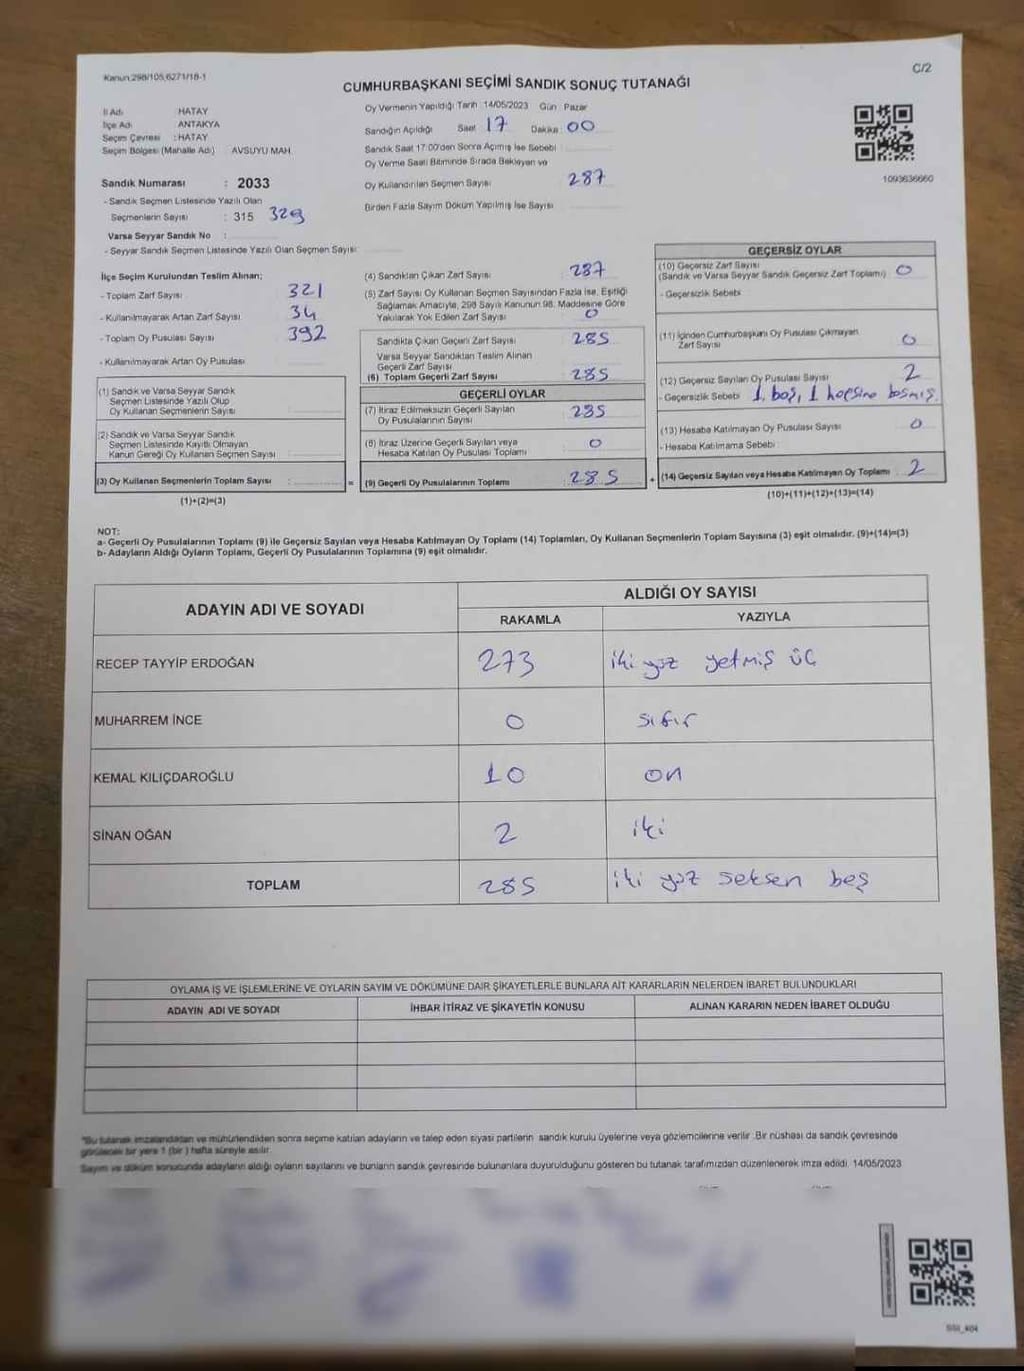 Kanun:298/105,6271/18-1
C/2
CUMHURBAŞKANI SEÇİMİ SANDIK SONUÇ TUTANAĞI
İl Adı : HATAY
İlçe Adı : ANTAKYA
Seçim Çevresi : HATAY
Seçim Bölgesi (Mahalle Adı) : AVSUYU MAH.
Sandık Numarası : 2033
- Sandık Seçmen Listesinde Yazılı Olan
Seçmenlerin Sayısı : 315 329
Varsa Seyyar Sandık No :
- Seyyar Sandık Seçmen Listesinde Yazılı Olan Seçmen Sayısı
Oy Vermenin Yapıldığı Tarih :14/05/2023 Gün Pazar
Sandığın Açıldığı Saat 17 Dakika 00
Sandık Saat 17:00'den Sonra Açılmış İse Sebebi
Oy Verme Saati Bitiminde Sırada Bekleyen ve
Oy Kullandırılan Seçmen Sayısı 287
Birden Fazla Sayım Döküm Yapılmış İse Sayısı
1093636660
İlçe Seçim Kurulundan Teslim Alınan;
- Toplam Zarf Sayısı 321
- Kullanılmayarak Artan Zarf Sayısı 34
- Toplam Oy Pusulası Sayısı 392
- Kullanılmayarak Artan Oy Pusulası
(1) Sandık ve Varsa Seyyar Sandık
Seçmen Listesinde Yazılı Olup
Oy Kullanan Seçmenlerin Sayısı :
(2) Sandık ve Varsa Seyyar Sandık
Seçmen Listesinde Kayıtlı Olmayan
Kanun Gereği Oy Kullanan Seçmen Sayısı
(3) Oy Kullanan Seçmenlerin Toplam Sayısı : =
(1)+(2)=(3)
(4) Sandıktan Çıkan Zarf Sayısı 287
(5) Zarf Sayısı Oy Kullanan Seçmen Sayısından Fazla İse, Eşitliği
Sağlamak Amacıyla, 298 Sayılı Kanunun 98. Maddesine Göre
Yakılarak Yok Edilen Zarf Sayısı 0
Sandıkta Çıkan Geçerli Zarf Sayısı 285
Varsa Seyyar Sandıktan Teslim Alınan
Geçerli Zarf Sayısı
(6) Toplam Geçerli Zarf Sayısı 285
GEÇERLİ OYLAR
(7) İtiraz Edilmeksizin Geçerli Sayılan
Oy Pusulalarının Sayısı 285
(8) İtiraz Üzerine Geçerli Sayılan veya
Hesaba Katılan Oy Pusulası Toplamı 0
(9) Geçerli Oy Pusulalarının Toplamı 285 +
GEÇERSİZ OYLAR
(10) Geçersiz Zarf Sayısı
(Sandık ve Varsa Seyyar Sandık Geçersiz Zarf Toplamı) 0
- Geçersizlik Sebebi
(11) İçinden Cumhurbaşkanı Oy Pusulası Çıkmayan
Zarf Sayısı 0
(12) Geçersiz Sayılan Oy Pusulası Sayısı 2
- Geçersizlik Sebebi 1. boş, 1 hepsine basmış.
(13) Hesaba Katılmayan Oy Pusulası Sayısı 0
- Hesaba Katılmama Sebebi :
(14) Geçersiz Sayılan veya Hesaba Katılmayan Oy Toplamı 2
(10)+(11)+(12)+(13)=(14)
NOT:
a- Geçerli Oy Pusulalarının Toplamı (9) ile Geçersiz Sayılan veya Hesaba Katılmayan Oy Toplamı (14) Toplamları, Oy Kullanan Seçmenlerin Toplam Sayısına (3) eşit olmalıdır. (9)+(14)=(3)
b- Adayların Aldığı Oyların Toplamı, Geçerli Oy Pusulalarının Toplamına (9) eşit olmalıdır.
ADAYIN ADI VE SOYADI
ALDIĞI OY SAYISI
RAKAMLA YAZIYLA
RECEP TAYYİP ERDOĞAN 273 iki yüz yetmiş üç
MUHARREM İNCE 0 sıfır
KEMAL KILIÇDAROĞLU 10 on
SİNAN OĞAN 2 iki
TOPLAM 285 iki yüz seksen beş
OYLAMA İŞ VE İŞLEMLERİNE VE OYLARIN SAYIM VE DÖKÜMÜNE DAİR ŞİKAYETLERLE BUNLARA AİT KARARLARIN NELERDEN İBARET BULUNDUKLARI
ADAYIN ADI VE SOYADI İHBAR İTİRAZ VE ŞİKAYETİN KONUSU ALINAN KARARIN NEDEN İBARET OLDUĞU
*Bu tutanak imzalandıktan ve mühürlendikten sonra seçime katılan adayların ve talep eden siyasi partilerin sandık kurulu üyelerine veya gözlemcilerine verilir. Bir nüshası da sandık çevresinde
görülecek bir yere 1 (bir) hafta süreyle asılır.
Sayım ve döküm sonucunda adayların aldığı oyların sayılarını ve bunların sandık çevresinde bulunanlara duyurulduğunu gösteren bu tutanak tarafımızdan düzenlenerek imza edildi. 14/05/2023